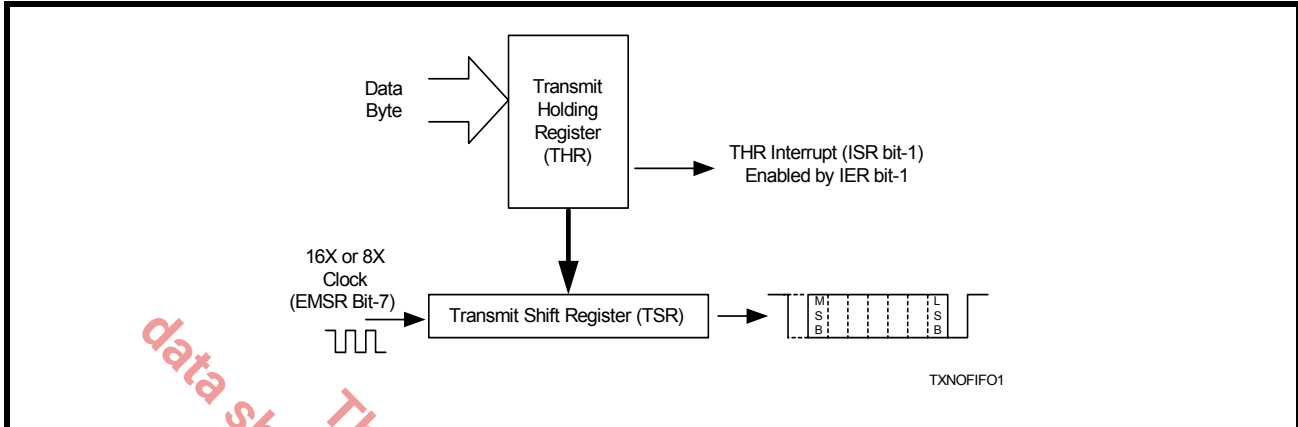 Data
Byte
Transmit
Holding
Register
(THR)
THR Interrupt (ISR bit-1)
Enabled by IER bit-1
16X or 8X
Clock
(EMSR Bit-7)
Transmit Shift Register (TSR)
M
S
B
L
S
B
TXNOFIFO1
data sh
Th